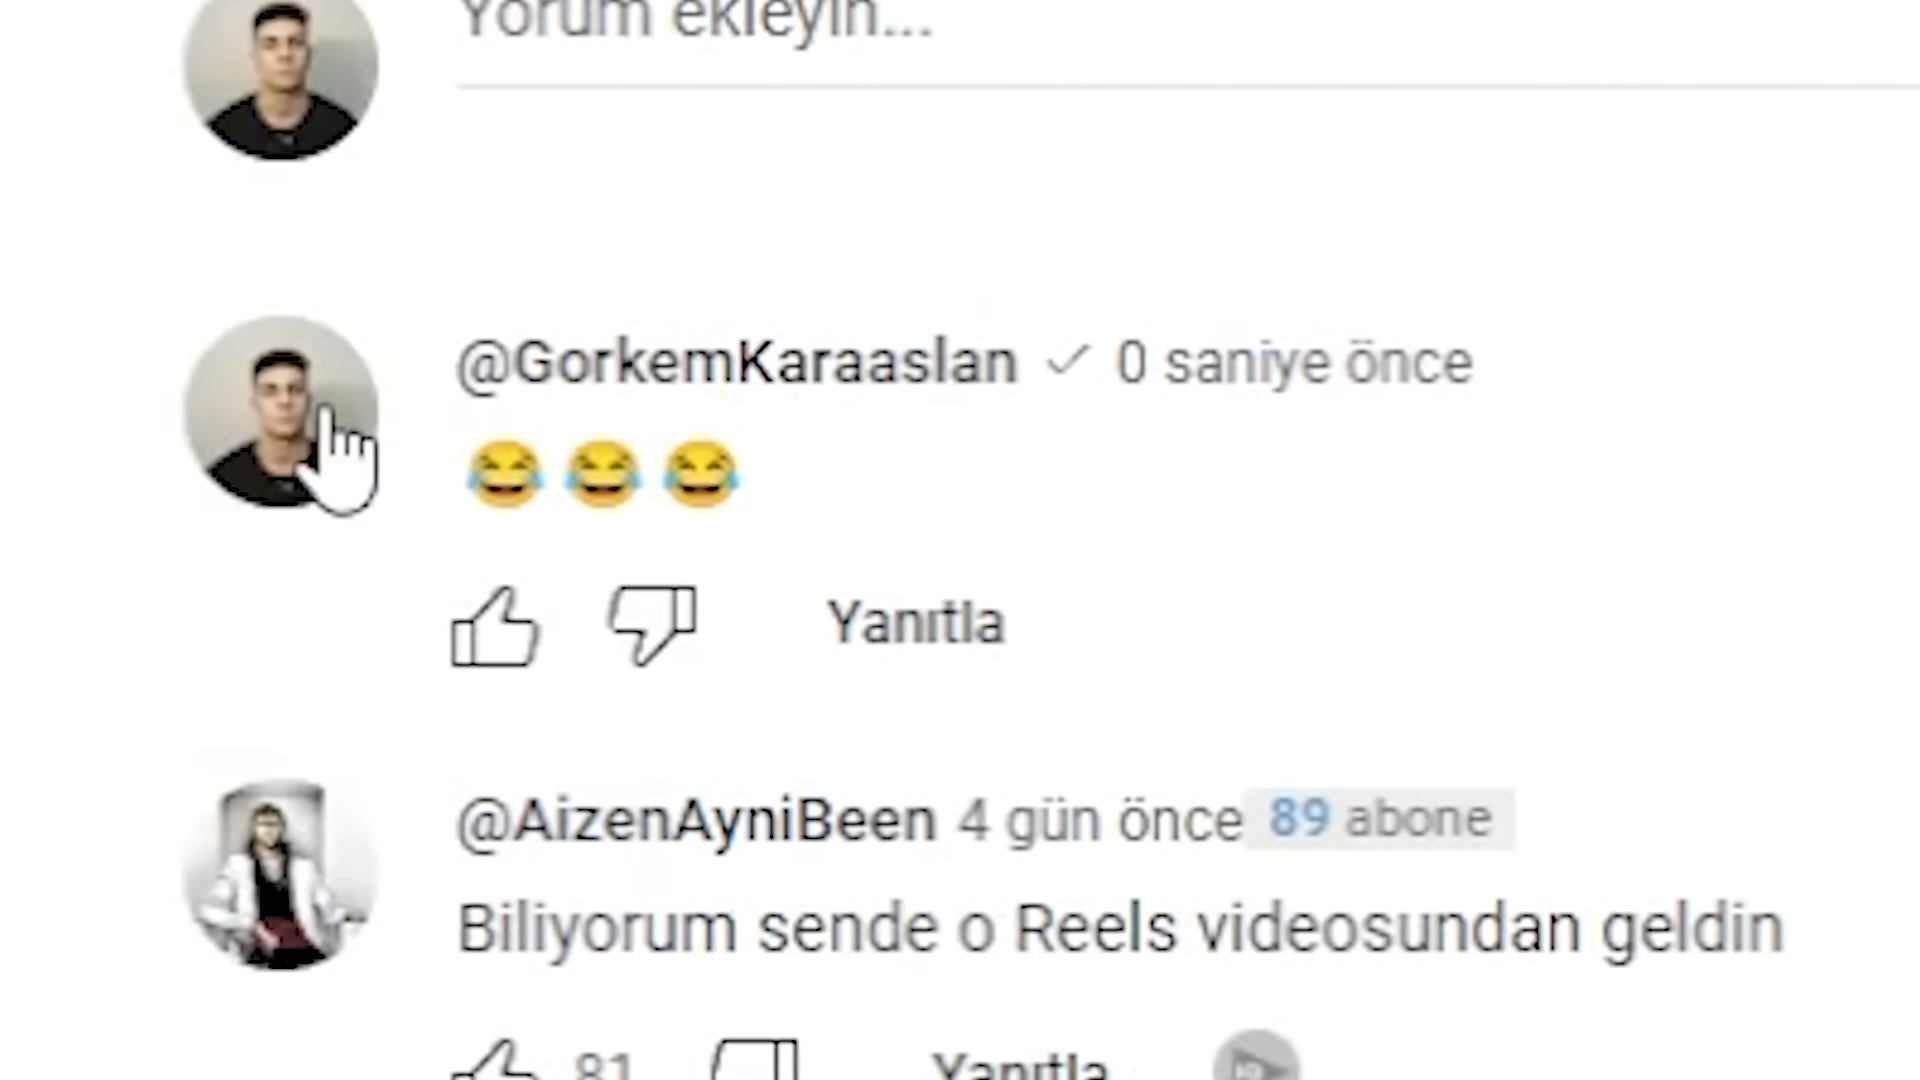 Yorum ekleyin...
@GorkemKaraaslan ✓ 0 saniye önce
😂 😂 😂
Yanıtla
@AizenAyniBeen 4 gün önce 89 abone
Biliyorum sende o Reels videosundan geldin
81 Yanıtla